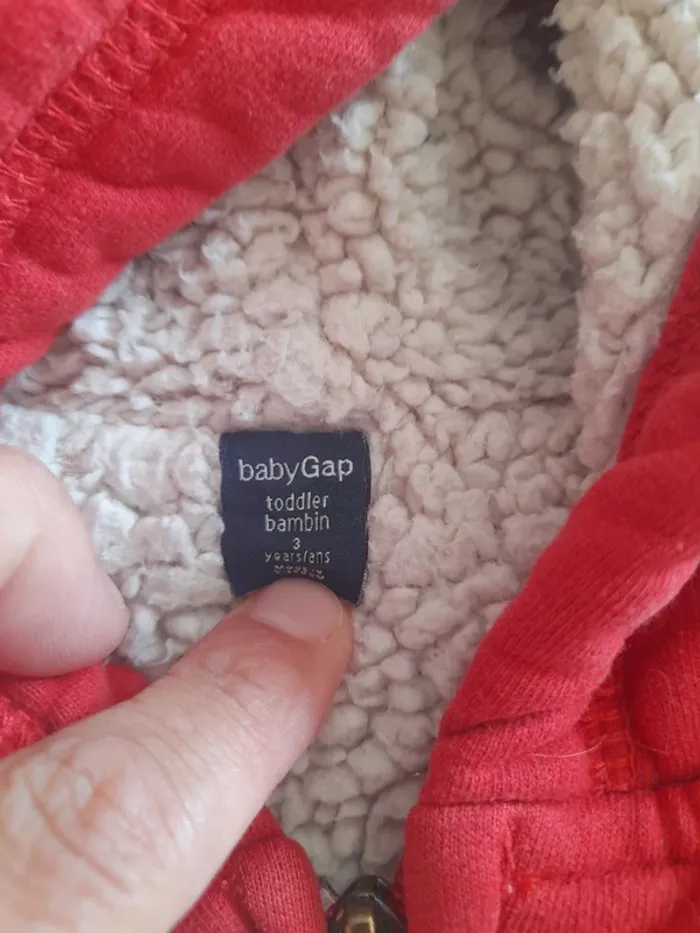 babyGap
toddler
bambin
3
years/ans